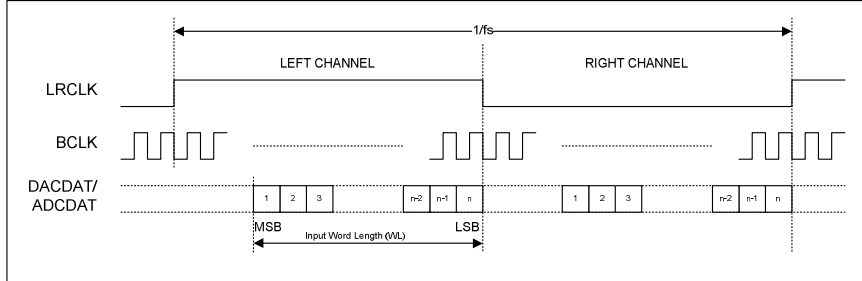 1/fs
LEFT CHANNEL RIGHT CHANNEL
LRCLK
BCLK
DACDAT/
ADCDAT
1 2 3 n-2 n-1 n 1 2 3 n-2 n-1 n
MSB LSB
Input Word Length (WL)